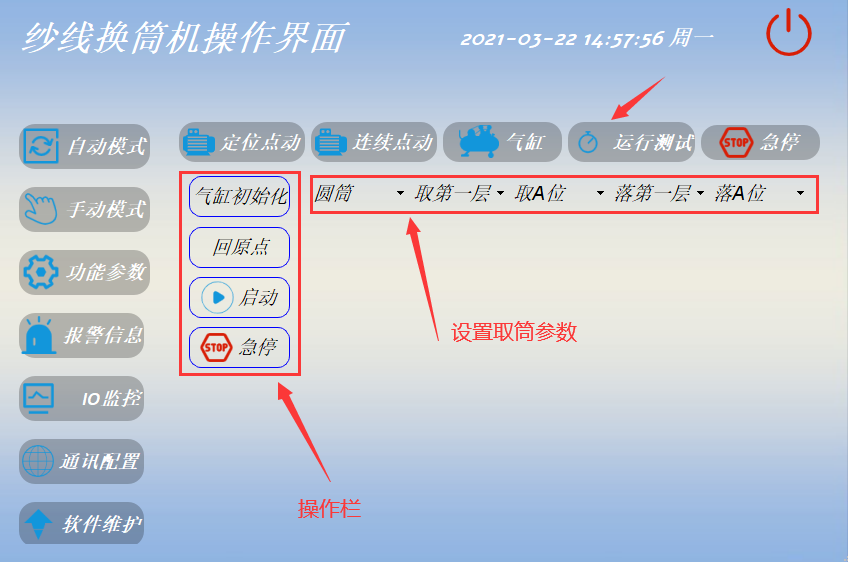 纱线换筒机操作界面
2021-03-22 14:57:56 周一
自动模式
定位点动
连续点动
气缸
运行测试
STOP 急停
手动模式
气缸初始化
圆筒
取第一层
取A位
落第一层
落A位
回原点
功能参数
启动
报警信息
STOP 急停
设置取筒参数
IO监控
通讯配置
操作栏
软件维护